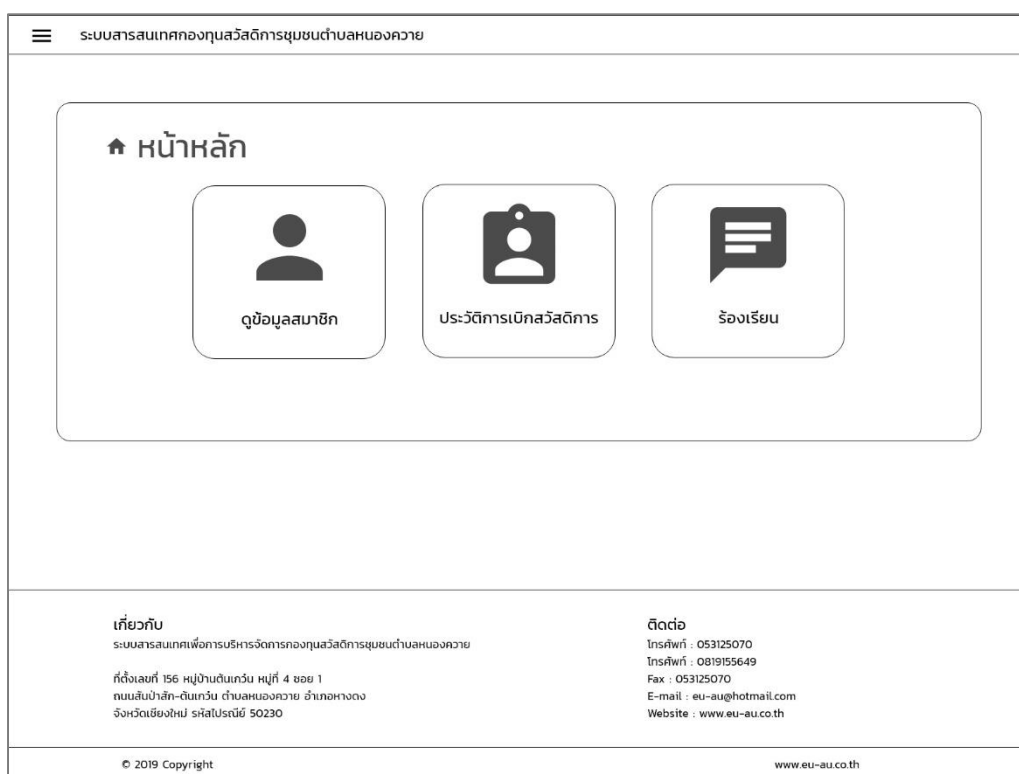 ระบบสารสนเทศกองทุนสวัสดิการชุมชนตำบลหนองควาย
หน้าหลัก
ดูข้อมูลสมาชิก
ประวัติการเบิกสวัสดิการ
ร้องเรียน
เกี่ยวกับ
ระบบสารสนเทศเพื่อการบริหารจัดการกองทุนสวัสดิการชุมชนตำบลหนองควาย
ที่ตั้งเลขที่ 156 หมู่บ้านต้นเกว๋น หมู่ที่ 4 ซอย 1
ถนนสันป่าสัก-ต้นเกว๋น ตำบลหนองควาย อำเภอหางดง
จังหวัดเชียงใหม่ รหัสไปรณีย์ 50230
ติดต่อ
โทรศัพท์ : 053125070
โทรศัพท์ : 0819155649
Fax : 053125070
E-mail : eu-au@hotmail.com
Website : www.eu-au.co.th
© 2019 Copyright
www.eu-au.co.th